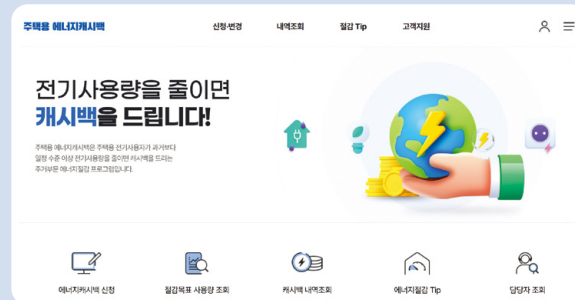 주택용 에너지캐시백
신청·변경 내역조회 절감 Tip 고객지원
전기사용량을 줄이면
캐시백을 드립니다!
주택용 에너지캐시백은 주택용 전기사용자가 과거보다
일정 수준 이상 전기사용량을 줄이면 캐시백을 드리는
주거부문 에너지절감 프로그램입니다.
에너지캐시백 신청 절감목표 사용량 조회 캐시백 내역조회 에너지절감 Tip 담당자 조회